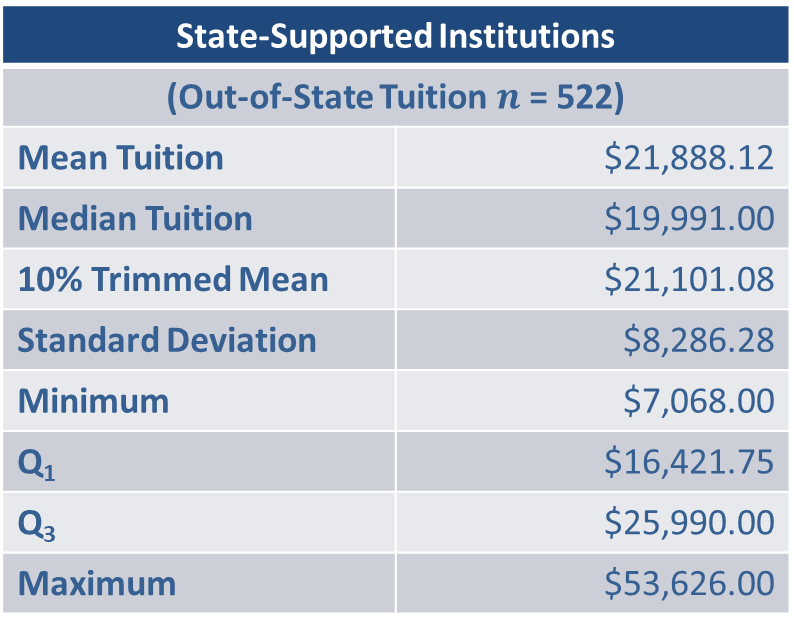 State-Supported Institutions
(Out-of-State Tuition n = 522)
Mean Tuition $21,888.12
Median Tuition $19,991.00
10% Trimmed Mean $21,101.08
Standard Deviation $8,286.28
Minimum $7,068.00
Q1 $16,421.75
Q3 $25,990.00
Maximum $53,626.00